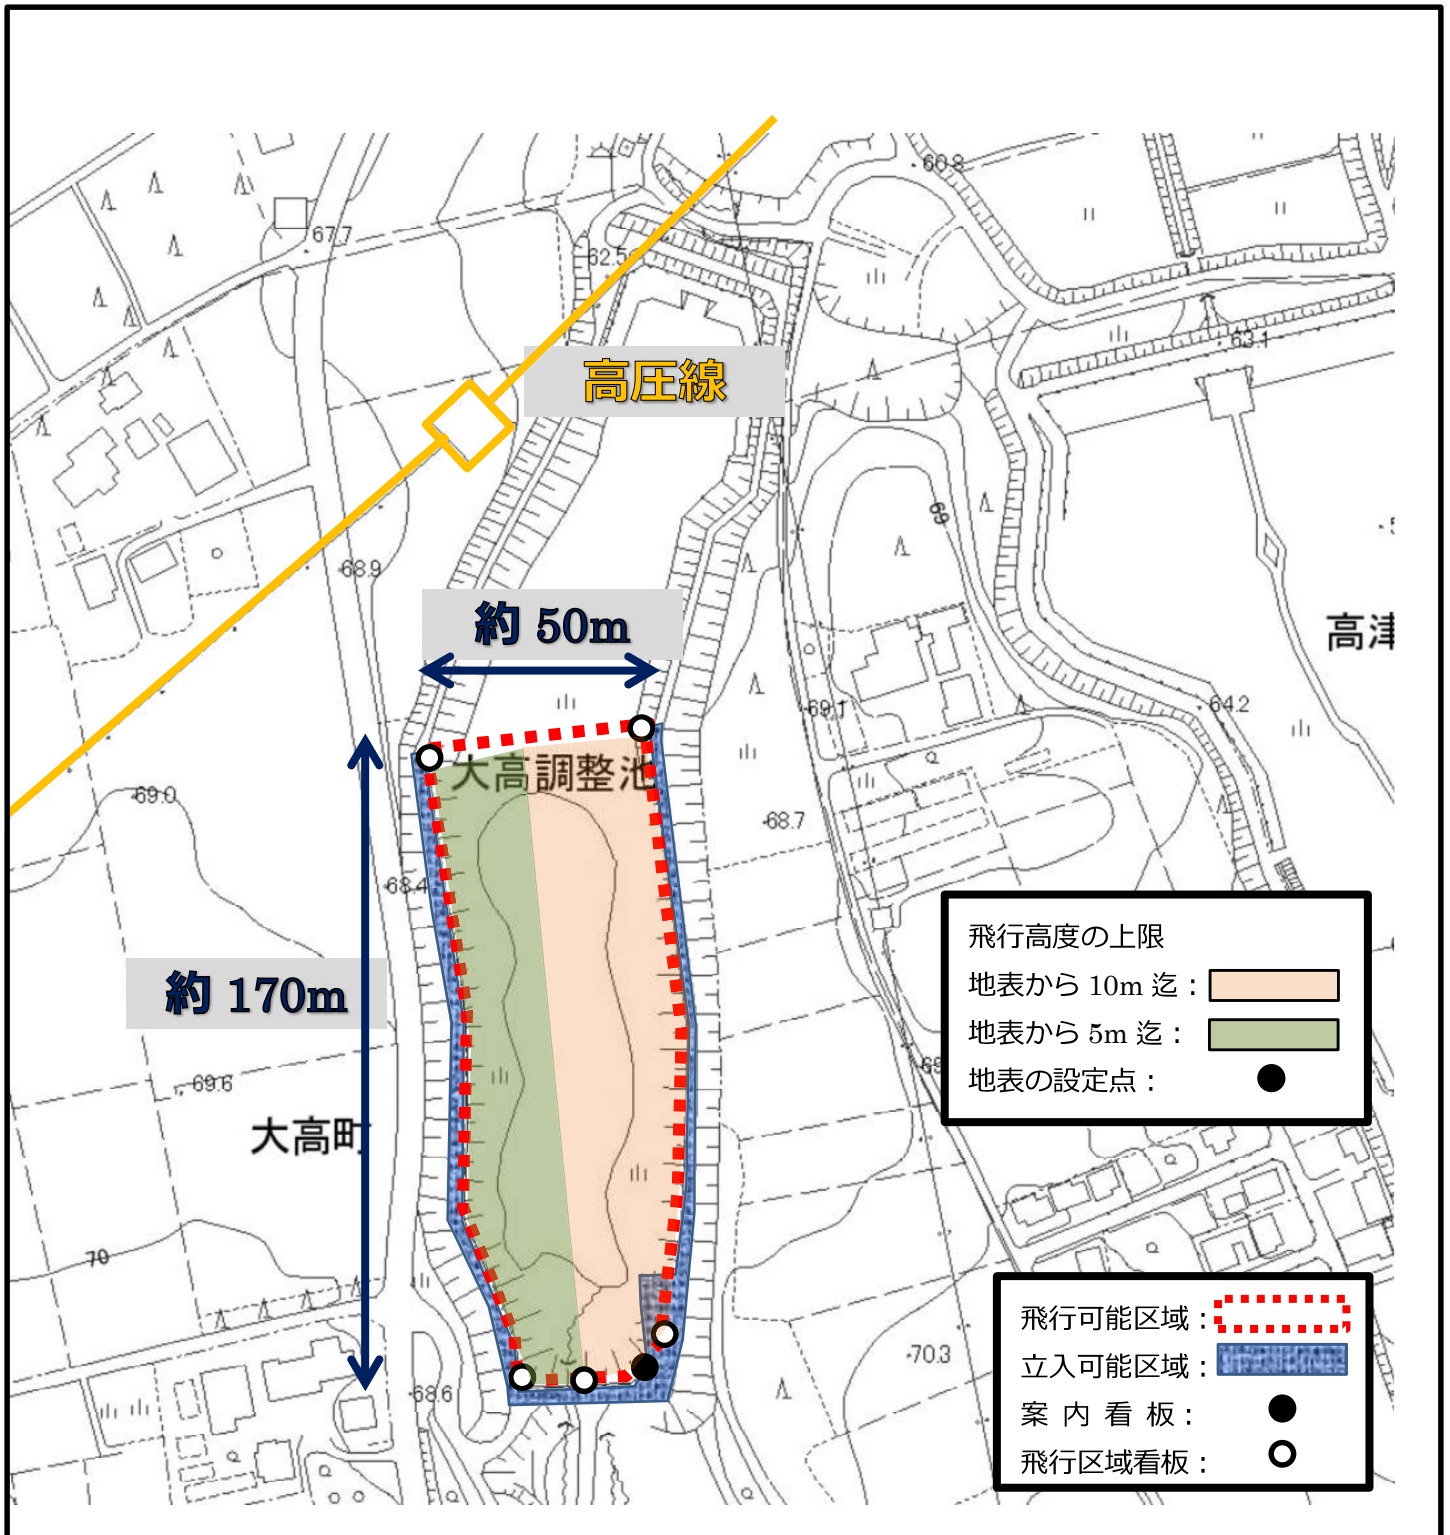 60.8
67.7
62.5
63.1
高圧線
69
68.9
約 50m
高津
64.2
69.1
大高調整池
69.0
68.7
68.4
飛行高度の上限
地表から 10m 迄：
約 170m
地表から 5m 迄：
69.6
地表の設定点：
大高町
70
飛行可能区域：
70.3
立入可能区域：
68.6
案 内 看 板：
飛行区域看板：